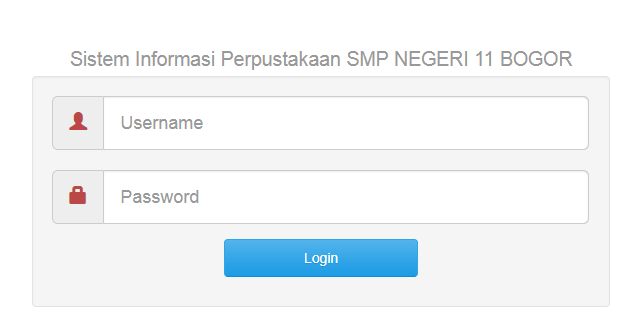 Sistem Informasi Perpustakaan SMP NEGERI 11 BOGOR
Username
Password
Login